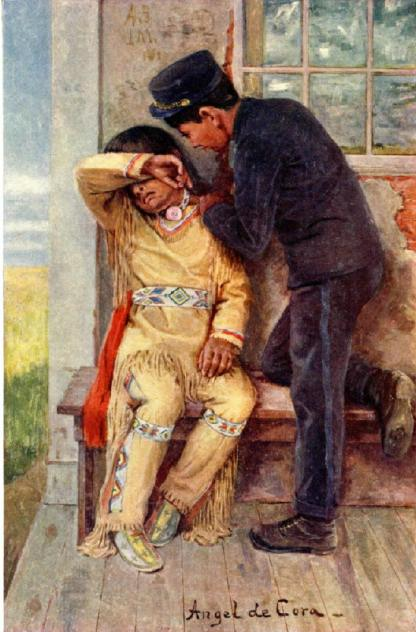 A.B
I.M.
Angel de Cora –